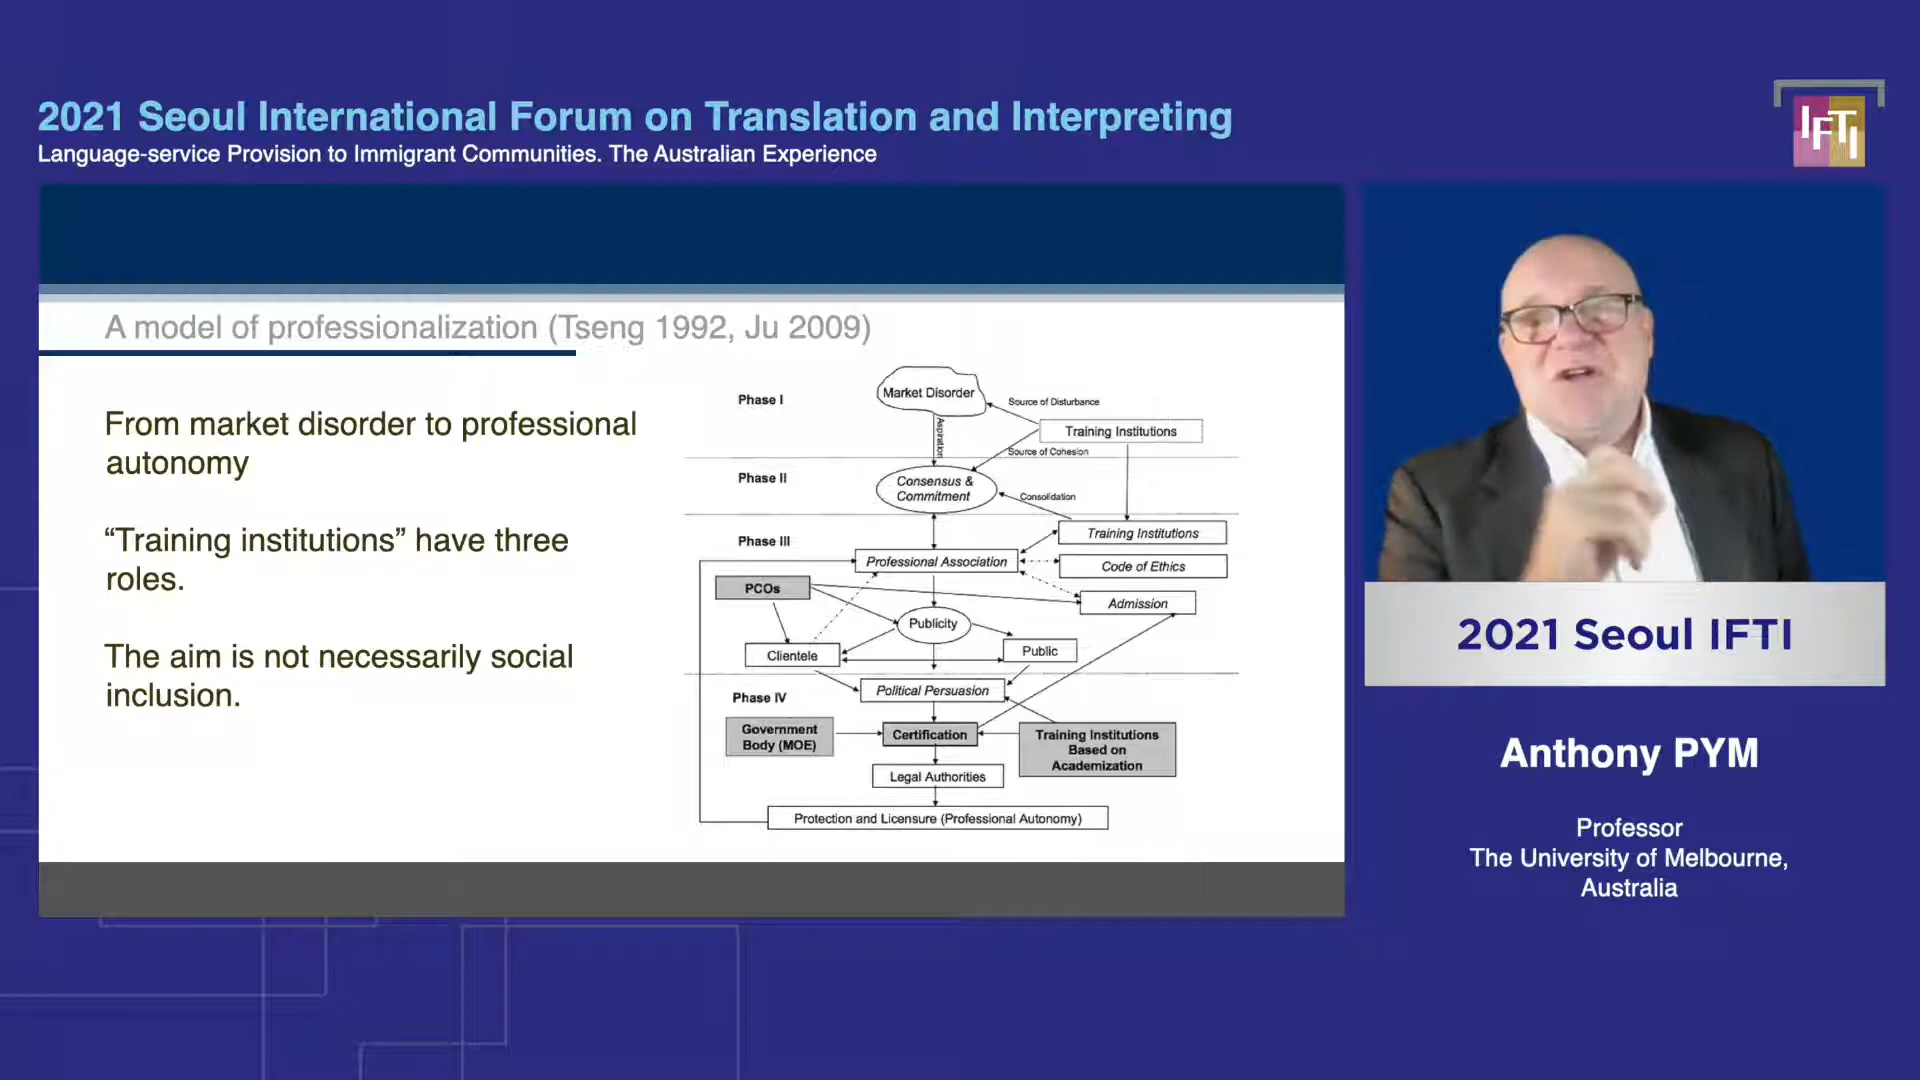 2021 Seoul International Forum on Translation and Interpreting
Language-service Provision to Immigrant Communities. The Australian Experience
IFTI
A model of professionalization (Tseng 1992, Ju 2009)
From market disorder to professional
autonomy
“Training institutions” have three
roles.
The aim is not necessarily social
inclusion.
Phase I
Market Disorder
Source of Disturbance
Training Institutions
Aspiration
Source of Cohesion
Phase II
Consensus &
Commitment
Consolidation
Phase III
Training Institutions
Professional Association
Code of Ethics
PCOs
Admission
Publicity
Clientele
Public
Phase IV
Political Persuasion
Government
Body (MOE)
Certification
Training Institutions
Based on
Academization
Legal Authorities
Protection and Licensure (Professional Autonomy)
2021 Seoul IFTI
Anthony PYM
Professor
The University of Melbourne,
Australia